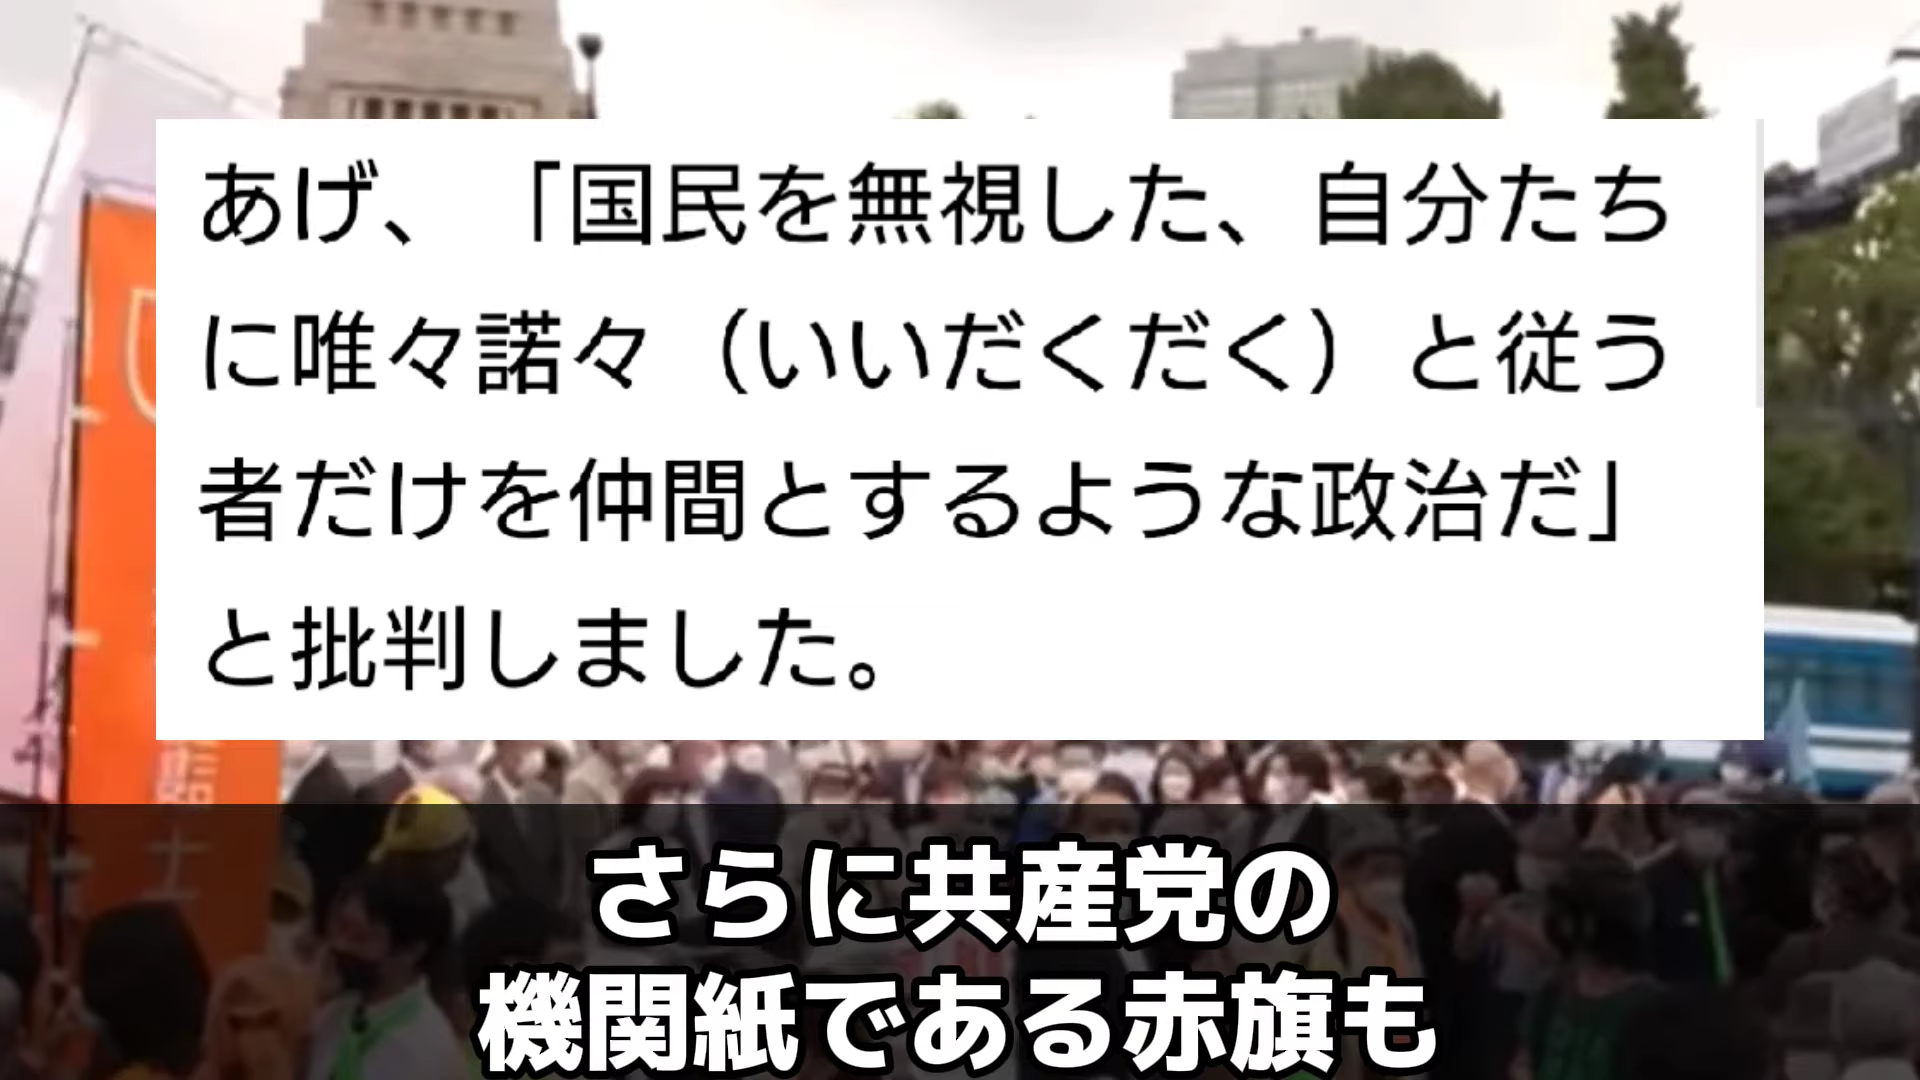 あげ、「国民を無視した、自分たち
に唯々諾々（いいだくだく）と従う
者だけを仲間とするような政治だ」
と批判しました。
さらに共産党の
機関紙である赤旗も